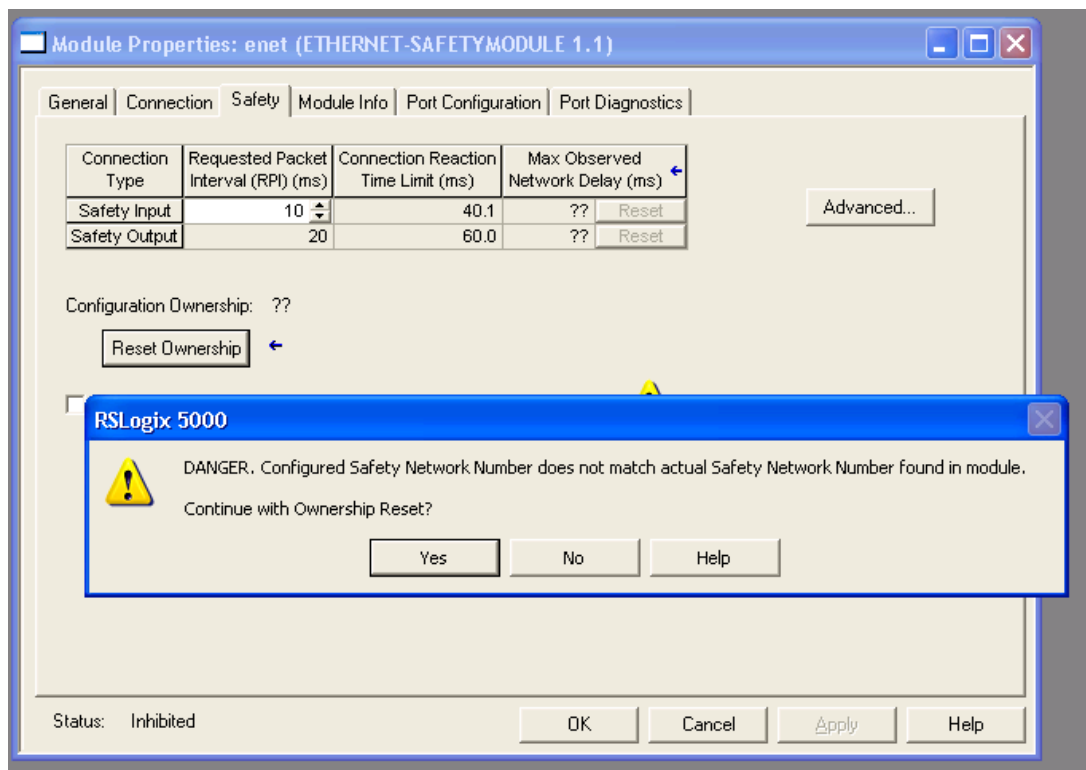 Module Properties: enet (ETHERNET-SAFETYMODULE 1.1)
General Connection Safety Module Info Port Configuration Port Diagnostics
Connection Type Requested Packet Interval (RPI) (ms) Connection Reaction Time Limit (ms) Max Observed Network Delay (ms)
Safety Input 10 40.1 ?? Reset
Safety Output 20 60.0 ?? Reset
Advanced...
Configuration Ownership: ??
Reset Ownership
RSLogix 5000
DANGER. Configured Safety Network Number does not match actual Safety Network Number found in module.
Continue with Ownership Reset?
Yes No Help
Status: Inhibited OK Cancel Apply Help